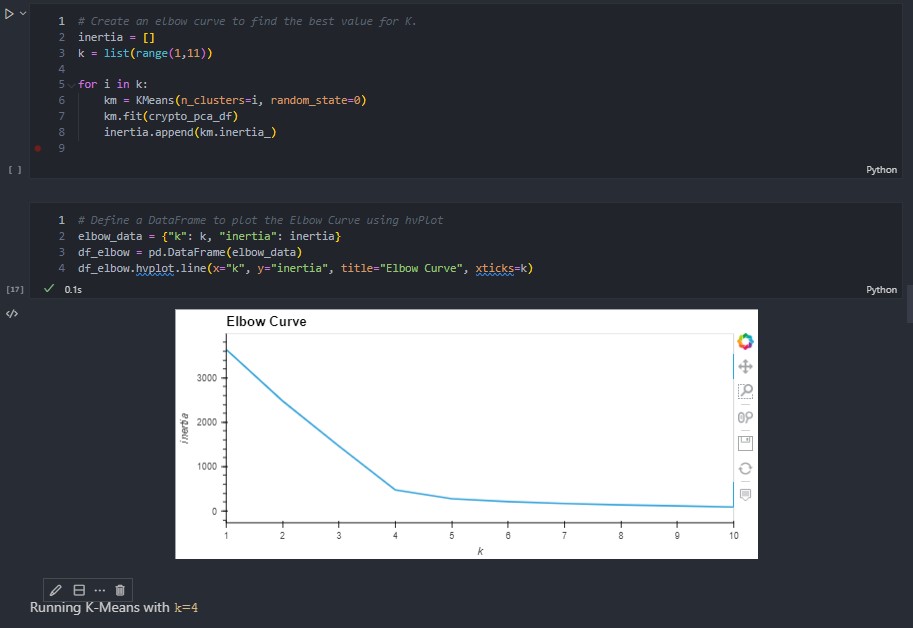 1 # Create an elbow curve to find the best value for K.
2 inertia = []
3 k = list(range(1,11))
4
5 for i in k:
6 km = KMeans(n_clusters=i, random_state=0)
7 km.fit(crypto_pca_df)
8 inertia.append(km.inertia_)
9
[ ]
Python
1 # Define a DataFrame to plot the Elbow Curve using hvPlot
2 elbow_data = {"k": k, "inertia": inertia}
3 df_elbow = pd.DataFrame(elbow_data)
4 df_elbow.hvplot.line(x="k", y="inertia", title="Elbow Curve", xticks=k)
[17] 0.1s Python
Elbow Curve
3000
2000
1000
0
inertia
1 2 3 4 5 6 7 8 9 10
k
Running K-Means with k=4